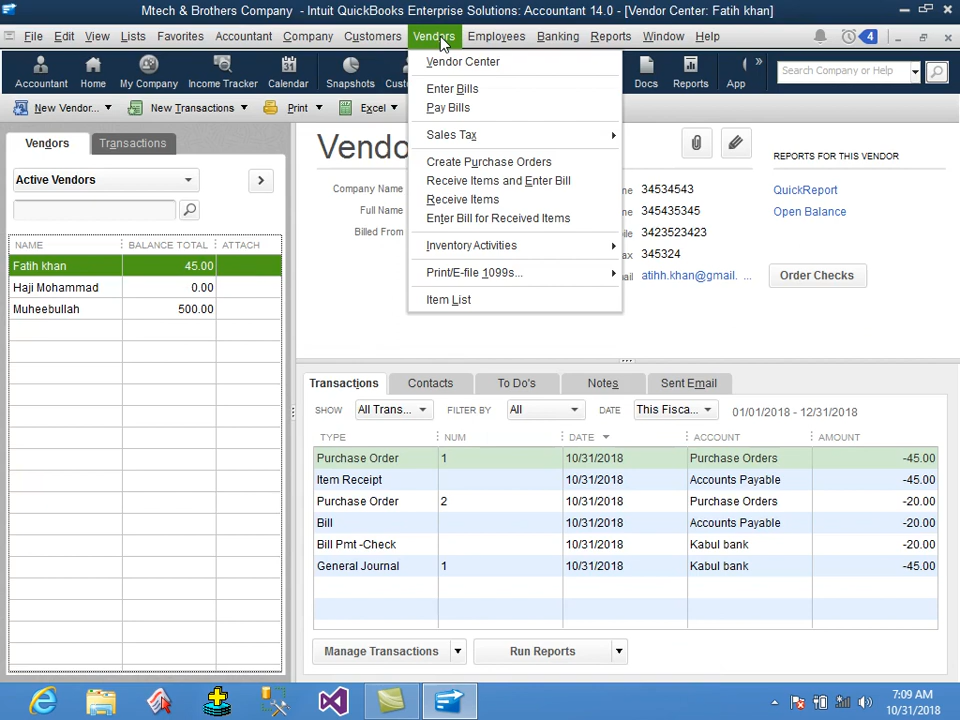 Mtech & Brothers Company - Intuit QuickBooks Enterprise Solutions: Accountant 14.0 - [Vendor Center: Fatih khan]
File Edit View Lists Favorites Accountant Company Customers Vendors Employees Banking Reports Window Help 4
Accountant Home My Company Income Tracker Calendar Snapshots Docs Reports App
Search Company or Help
New Vendor... New Transactions Print Excel
Vendor Center
Enter Bills
Pay Bills
Sales Tax
Create Purchase Orders
Receive Items and Enter Bill
Receive Items
Enter Bill for Received Items
Inventory Activities
Print/E-file 1099s...
Item List
Vendors Transactions
Active Vendors
NAME BALANCE TOTAL ATTACH
Fatih khan 45.00
Haji Mohammad 0.00
Muheebullah 500.00
Company Name 34534543
Full Name 345435345
Billed From 3423523423
345324
atihh.khan@gmail. ...
Order Checks
REPORTS FOR THIS VENDOR
QuickReport
Open Balance
Transactions Contacts To Do's Notes Sent Email
SHOW All Trans... FILTER BY All DATE This Fisca... 01/01/2018 - 12/31/2018
TYPE NUM DATE ACCOUNT AMOUNT
Purchase Order 1 10/31/2018 Purchase Orders -45.00
Item Receipt 10/31/2018 Accounts Payable -45.00
Purchase Order 2 10/31/2018 Purchase Orders -20.00
Bill 10/31/2018 Accounts Payable -20.00
Bill Pmt -Check 10/31/2018 Kabul bank -20.00
General Journal 1 10/31/2018 Kabul bank -45.00
Manage Transactions Run Reports
7:09 AM
10/31/2018